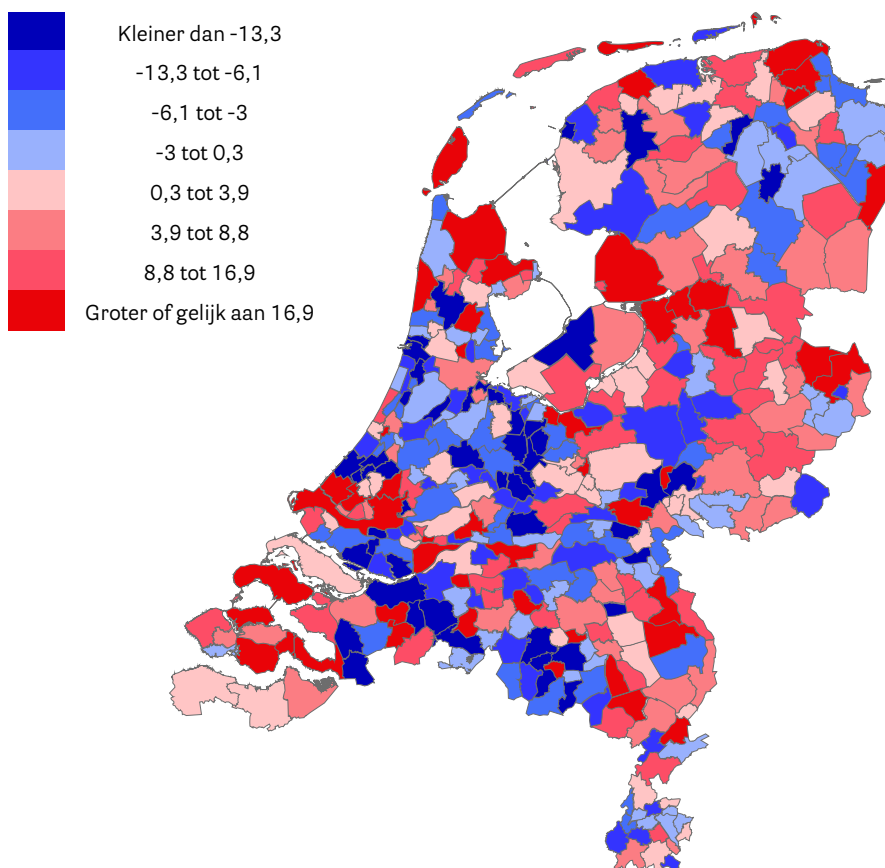 Kleiner dan -13,3
-13,3 tot -6,1
-6,1 tot -3
-3 tot 0,3
0,3 tot 3,9
3,9 tot 8,8
8,8 tot 16,9
Groter of gelijk aan 16,9